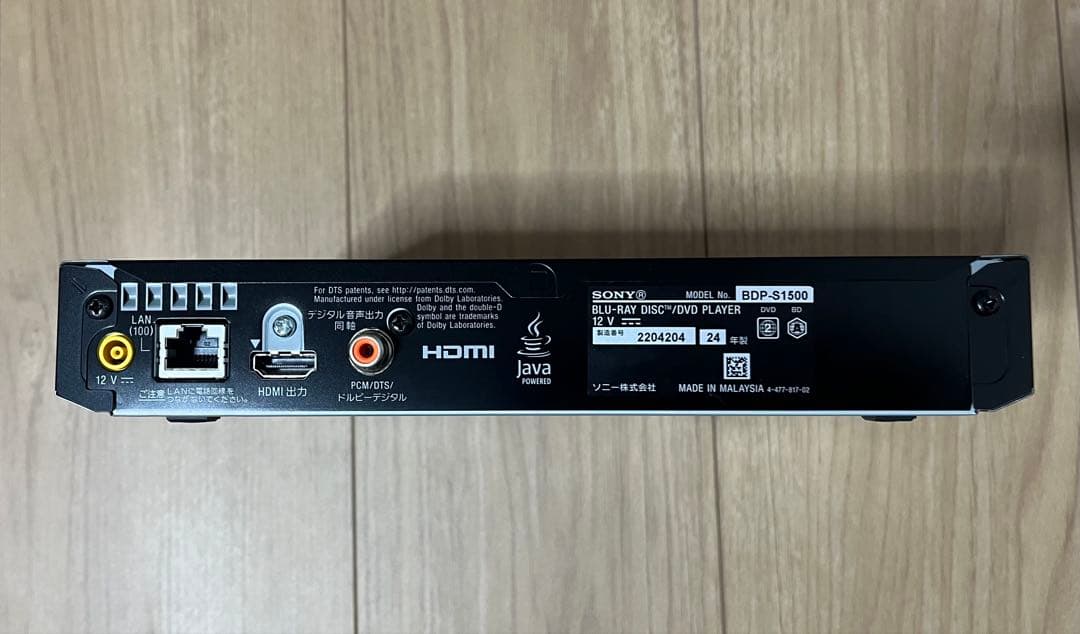 For DTS patents, see http://patents.dts.com.
Manufactured under license from Dolby Laboratories.
Dolby and the double-D
symbol are trademarks
of Dolby Laboratories.
デジタル音声出力
同軸
LAN
(100)
12 V
ご注意 LANに電話回線を
つながないでください。
HDMI 出力
PCM/DTS/
ドルビーデジタル
HDMI
Java
POWERED
SONY® MODEL No. BDP-S1500
BLU-RAY DISC™/DVD PLAYER
12 V
DVD BD
2 A
製造番号 2204204 24 年製
ソニー株式会社 MADE IN MALAYSIA 4-477-817-02